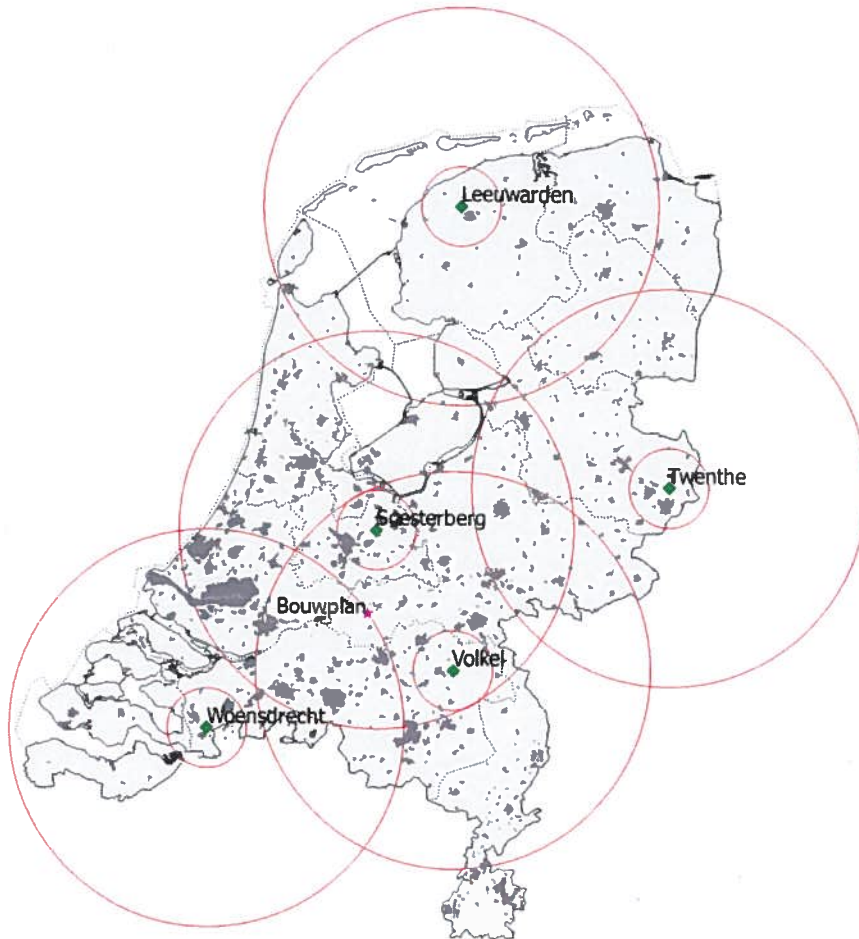 Leeuwarden
Twenthe
Soesterberg
Bouwplan
Volkel
Woensdrecht